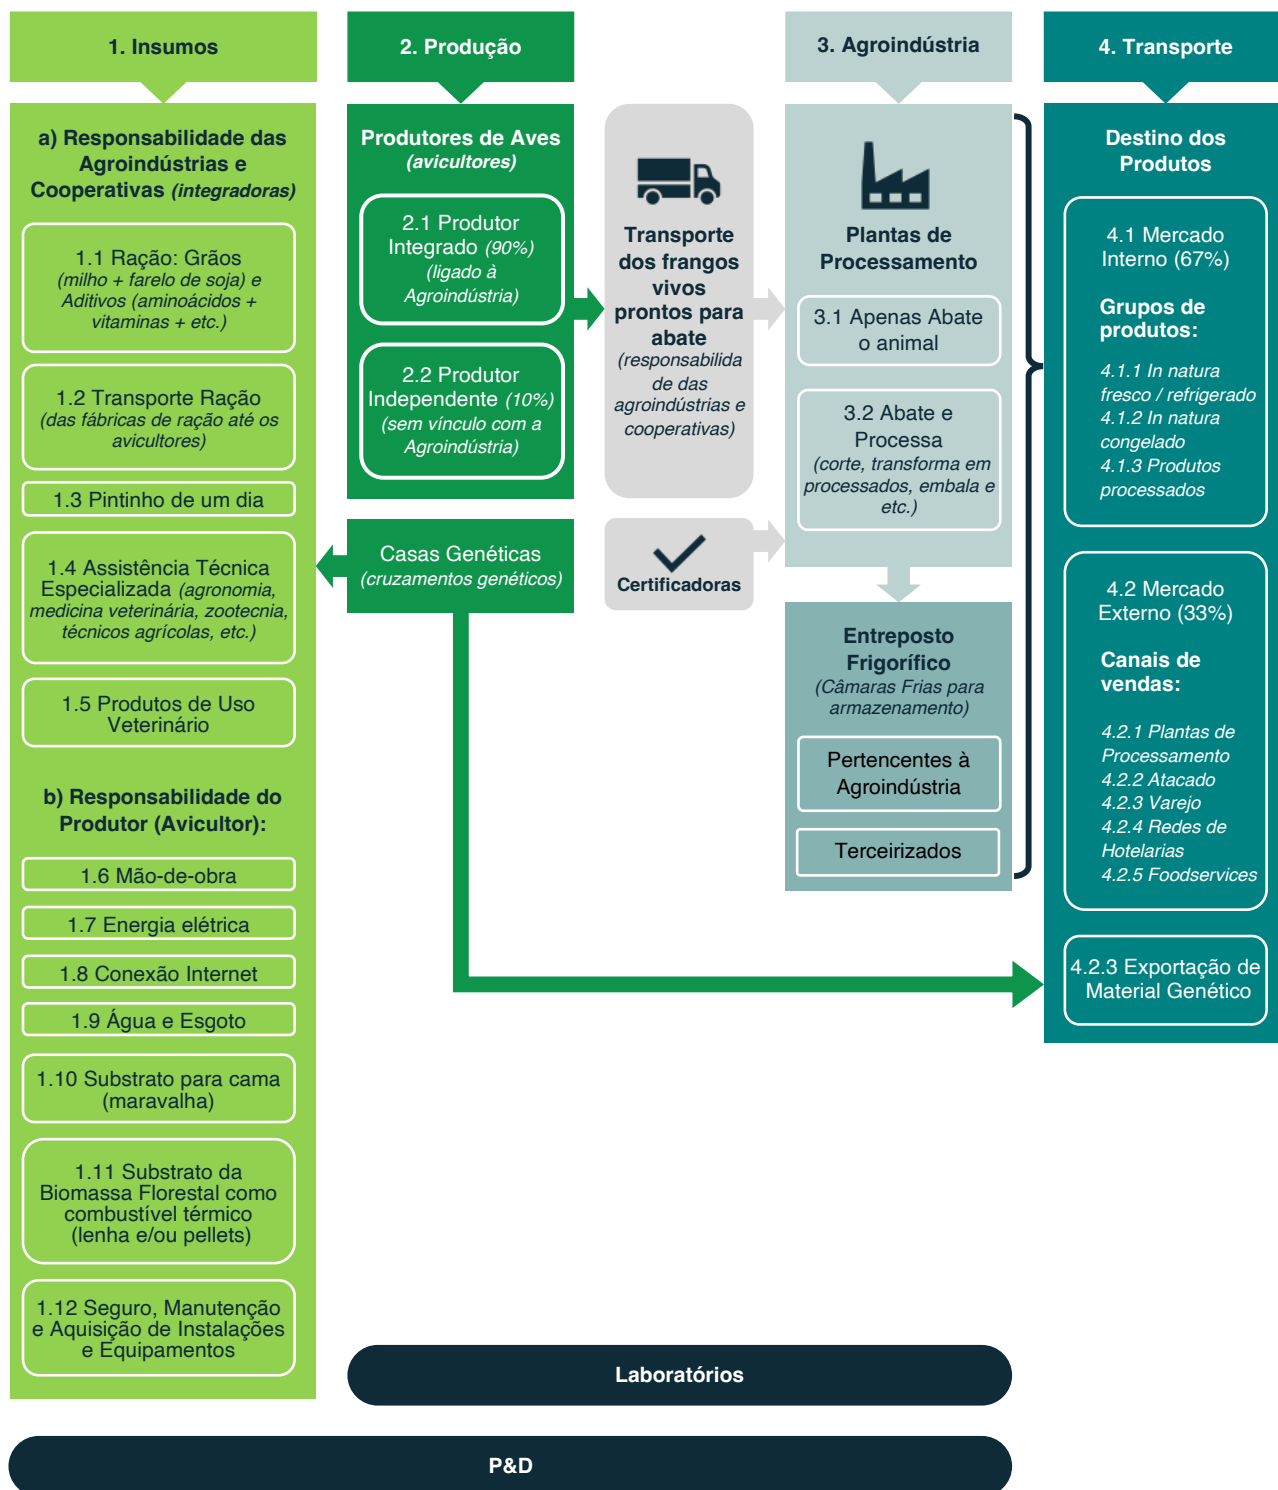 1. Insumos
a) Responsabilidade das
Agroindústrias e
Cooperativas (integradoras)
1.1 Ração: Grãos
(milho + farelo de soja) e
Aditivos (aminoácidos +
vitaminas + etc.)
1.2 Transporte Ração
(das fábricas de ração até os
avicultores)
1.3 Pintinho de um dia
1.4 Assistência Técnica
Especializada (agronomia,
medicina veterinária, zootecnia,
técnicos agrícolas, etc.)
1.5 Produtos de Uso
Veterinário
b) Responsabilidade do
Produtor (Avicultor):
1.6 Mão-de-obra
1.7 Energia elétrica
1.8 Conexão Internet
1.9 Água e Esgoto
1.10 Substrato para cama
(maravalha)
1.11 Substrato da
Biomassa Florestal como
combustível térmico
(lenha e/ou pellets)
1.12 Seguro, Manutenção
e Aquisição de Instalações
e Equipamentos
2. Produção
Produtores de Aves
(avicultores)
2.1 Produtor
Integrado (90%)
(ligado à
Agroindústria)
2.2 Produtor
Independente (10%)
(sem vínculo com a
Agroindústria)
Casas Genéticas
(cruzamentos genéticos)
Transporte
dos frangos
vivos
prontos para
abate
(responsabilida
de das
agroindústrias e
cooperativas)
Certificadoras
3. Agroindústria
Plantas de
Processamento
3.1 Apenas Abate
o animal
3.2 Abate e
Processa
(corte, transforma em
processados, embala e
etc.)
Entreposto
Frigorífico
(Câmaras Frias para
armazenamento)
Pertencentes à
Agroindústria
Terceirizados
4. Transporte
Destino dos
Produtos
4.1 Mercado
Interno (67%)
Grupos de
produtos:
4.1.1 In natura
fresco / refrigerado
4.1.2 In natura
congelado
4.1.3 Produtos
processados
4.2 Mercado
Externo (33%)
Canais de
vendas:
4.2.1 Plantas de
Processamento
4.2.2 Atacado
4.2.3 Varejo
4.2.4 Redes de
Hotelarias
4.2.5 Foodservices
4.2.3 Exportação de
Material Genético
Laboratórios
P&D